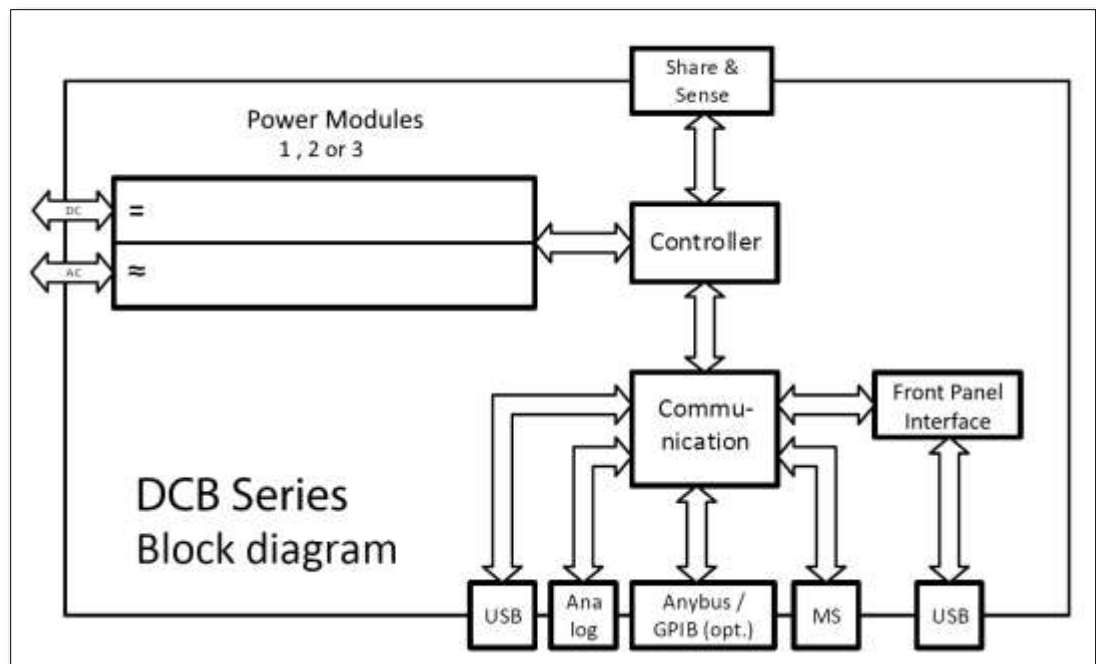 Share &
Sense
Power Modules
1 , 2 or 3
DC
=
Controller
AC
≈
Commu-
nication
Front Panel
Interface
DCB Series
Block diagram
USB
Ana
log
Anybus /
GPIB (opt.)
MS
USB